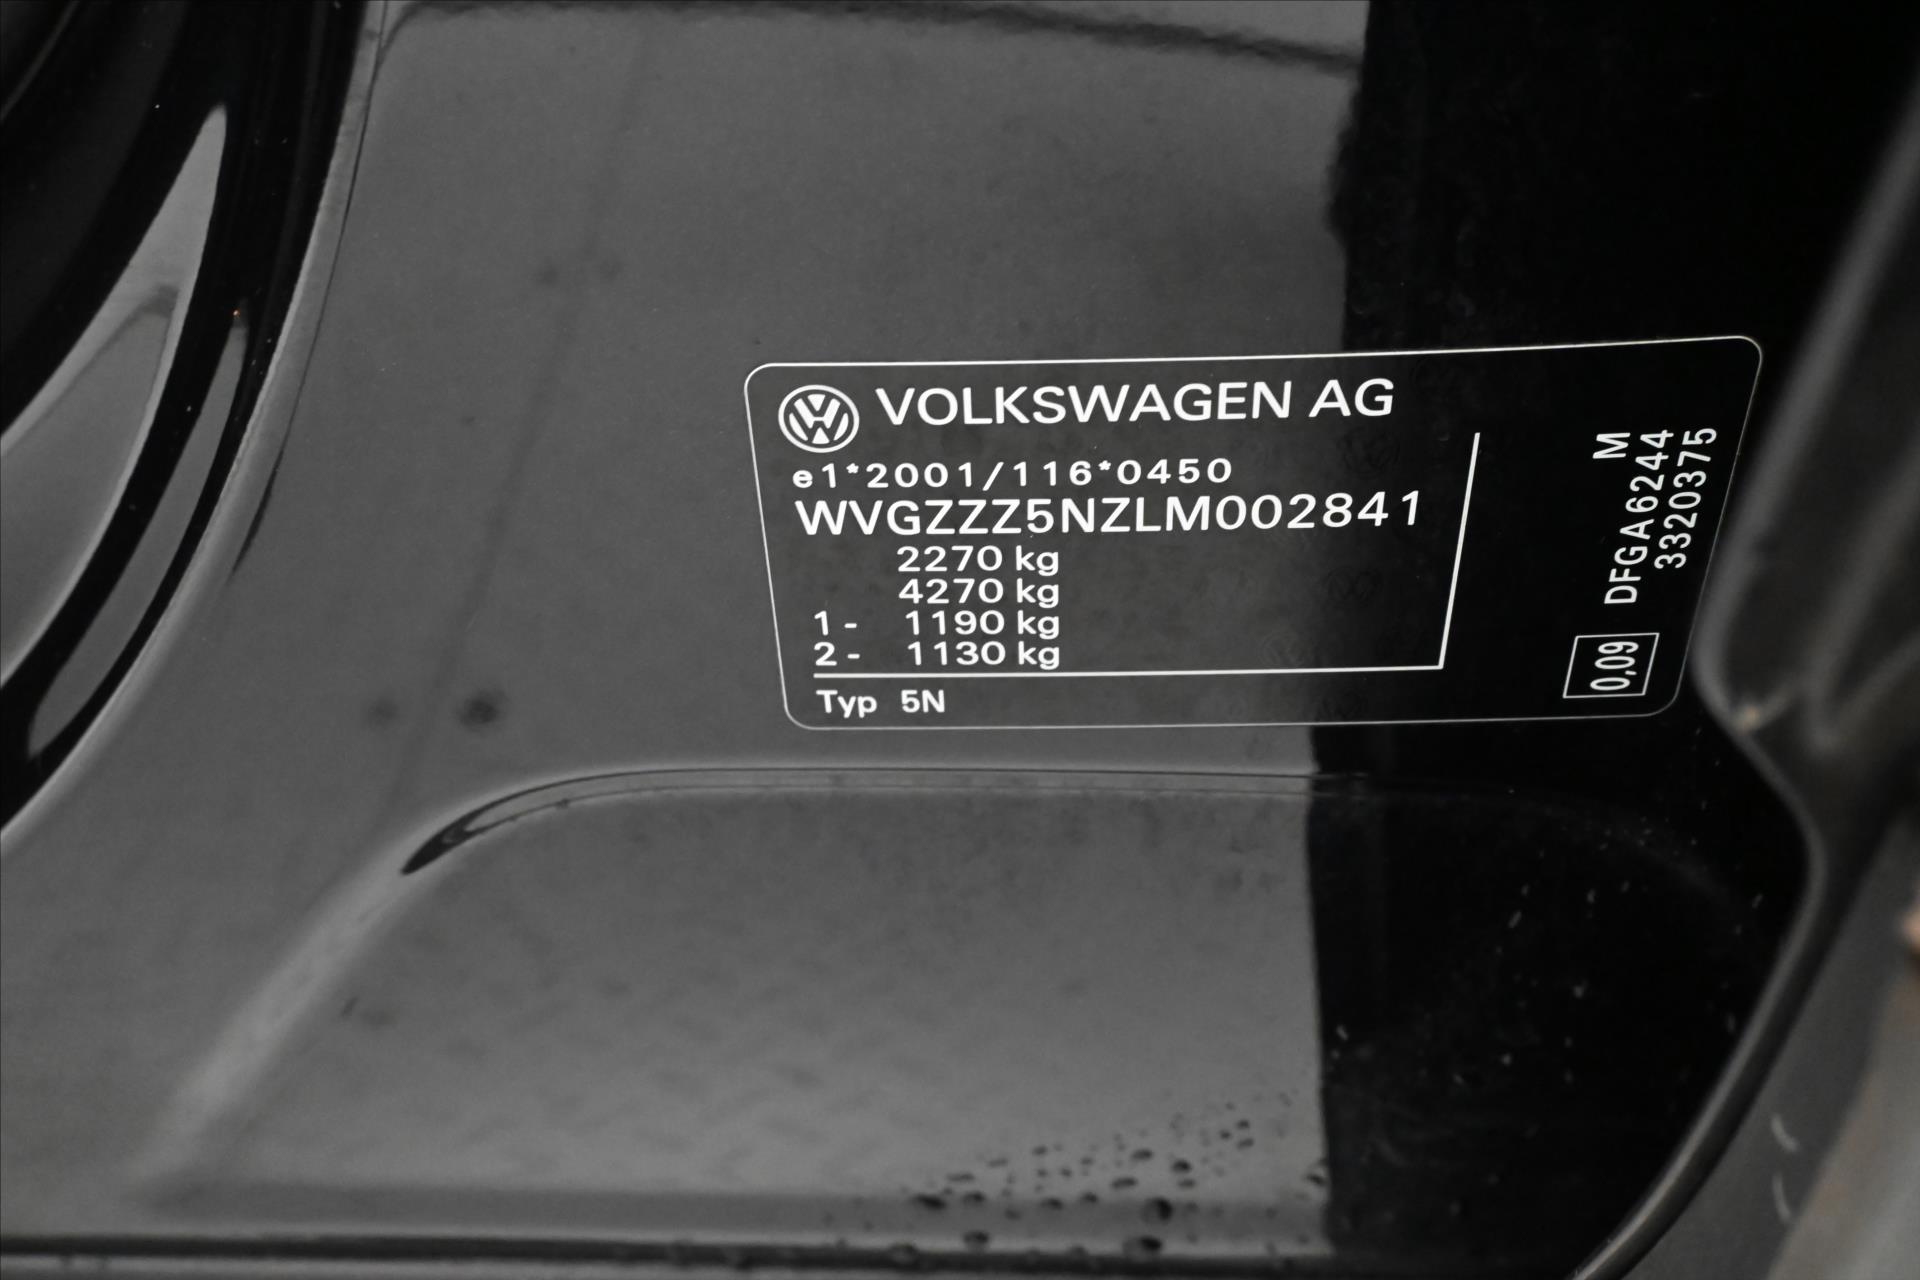 VOLKSWAGEN AG
e1*2001/116*0450
WVGZZZ5NZLM002841
2270 kg
4270 kg
1- 1190 kg
2- 1130 kg
Typ 5N
0,09
DFGA6244 M
3320375